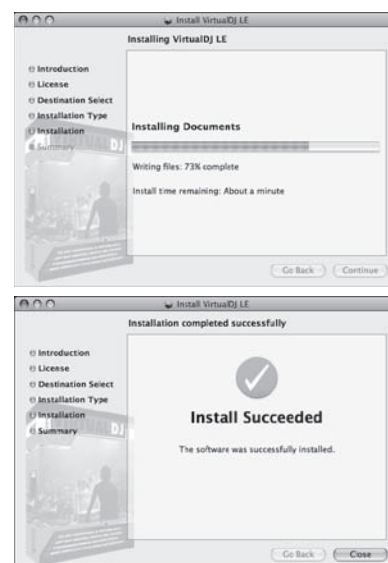 Install VirtualDJ LE
Installing VirtualDJ LE
Introduction
License
Destination Select
Installation Type
Installation
Summary
Installing Documents
Writing files: 73% complete
Install time remaining: About a minute
Go Back
Continue
Install VirtualDJ LE
Installation completed successfully
Introduction
License
Destination Select
Installation Type
Installation
Summary
Install Succeeded
The software was successfully installed.
Go Back
Close